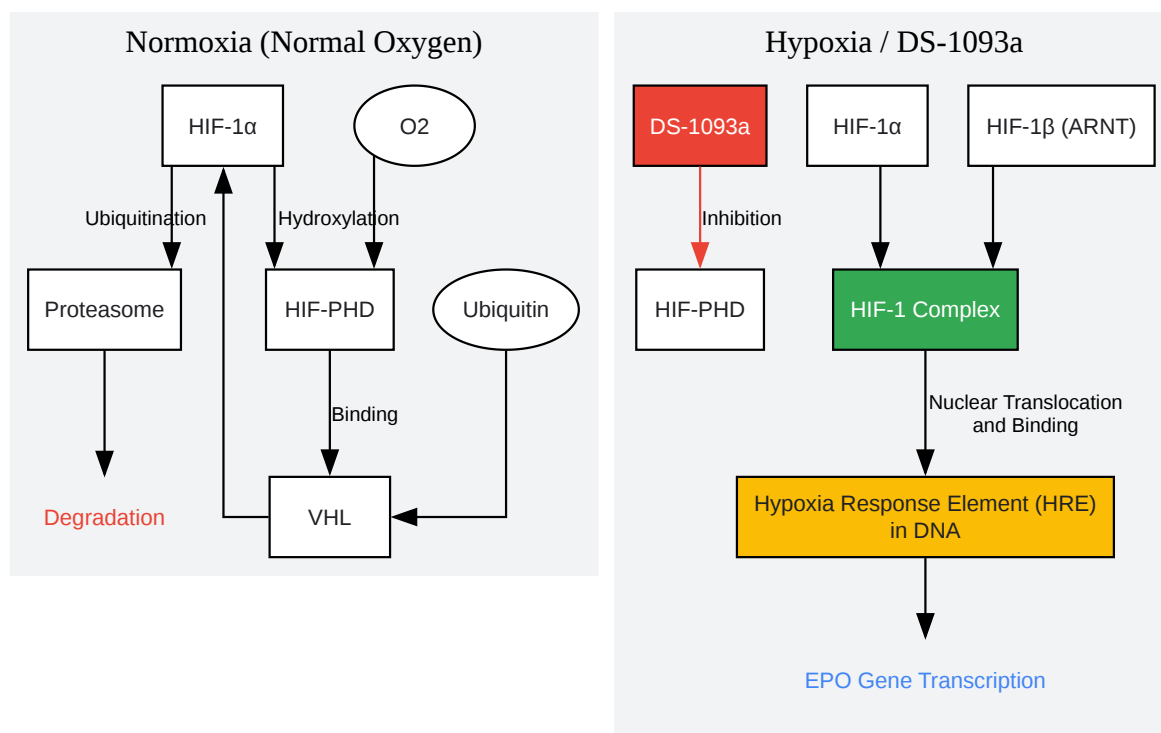 Normoxia (Normal Oxygen)
HIF-1α
O2
Ubiquitination
Hydroxylation
Proteasome
HIF-PHD
Ubiquitin
Binding
Degradation
VHL
Hypoxia / DS-1093a
DS-1093a
HIF-1α
HIF-1β (ARNT)
Inhibition
HIF-PHD
HIF-1 Complex
Nuclear Translocation
and Binding
Hypoxia Response Element (HRE)
in DNA
EPO Gene Transcription